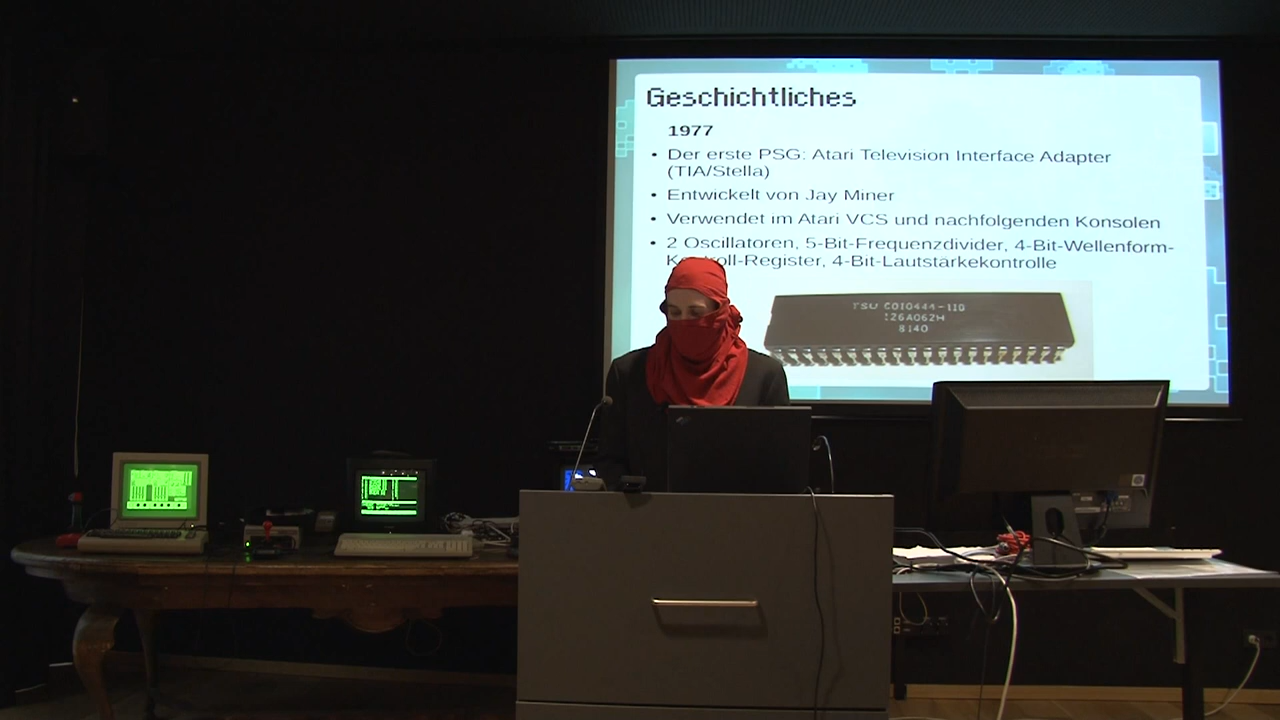 Geschichtliches
1977
• Der erste PSG: Atari Television Interface Adapter
(TIA/Stella)
• Entwickelt von Jay Miner
• Verwendet im Atari VCS und nachfolgenden Konsolen
• 2 Oscillatoren, 5-Bit-Frequenzdivider, 4-Bit-Wellenform-
Kontroll-Register, 4-Bit-Lautstärkekontrolle
TSU CO10444-11D
126A062H
8140